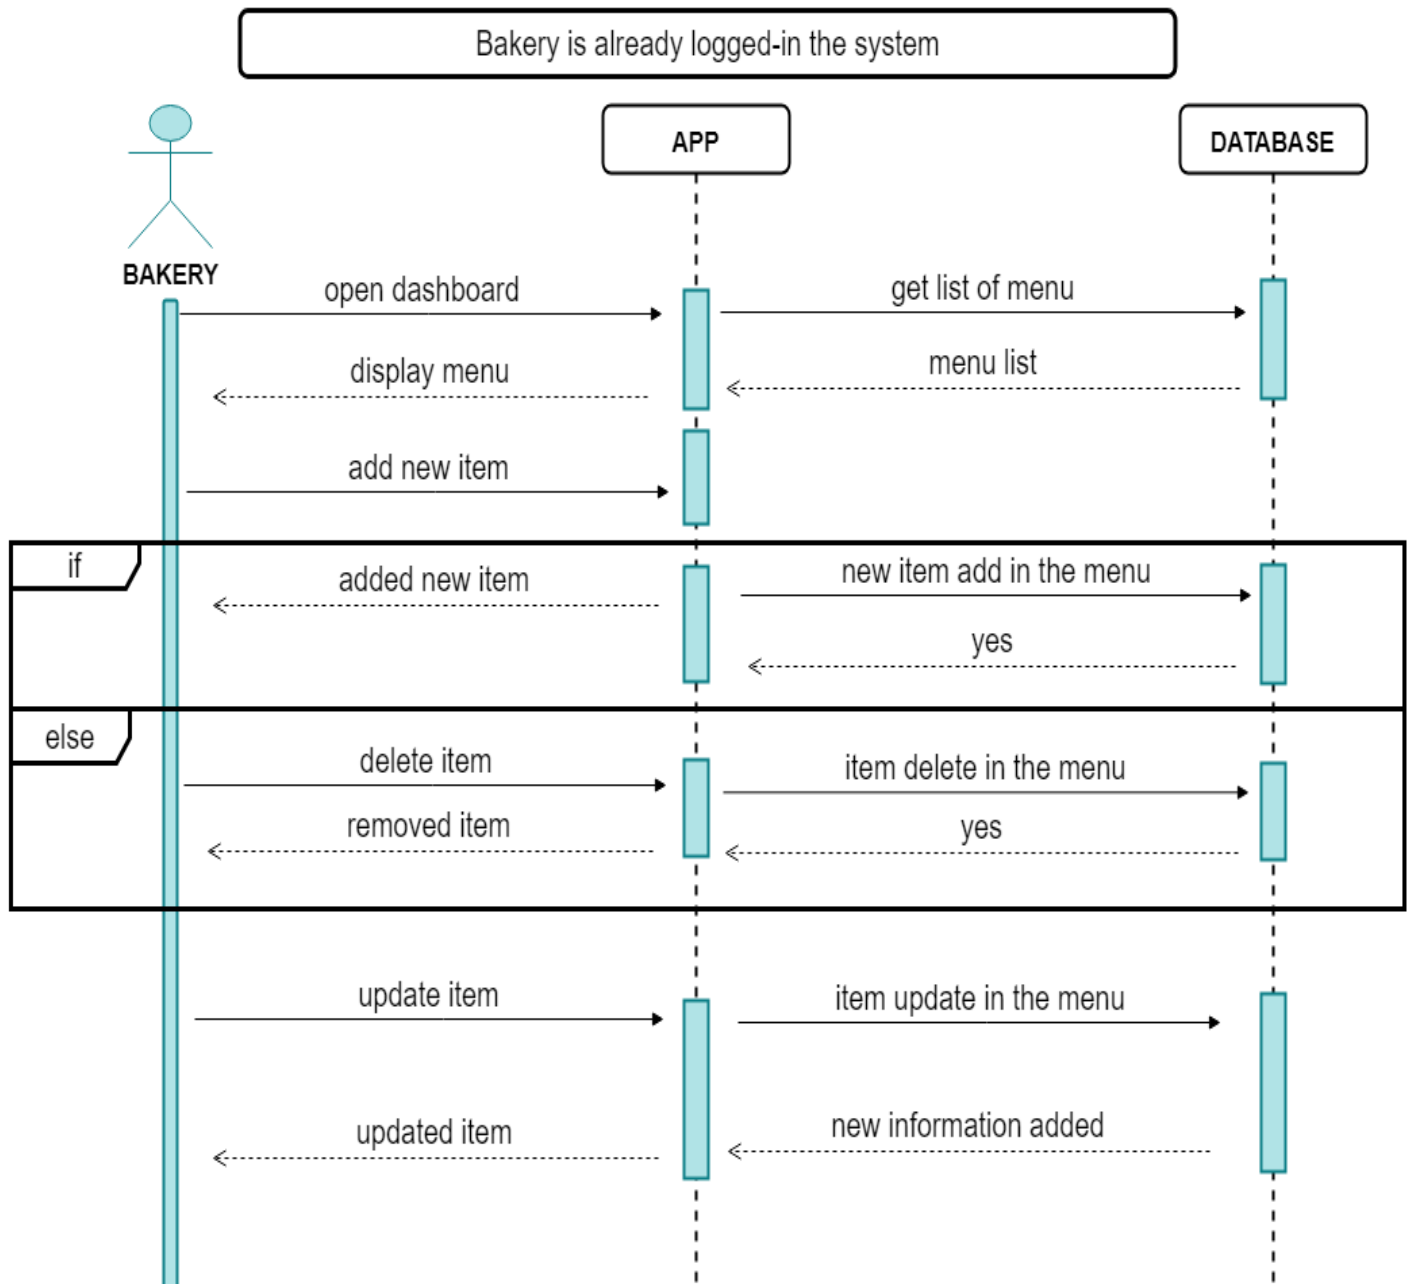 Bakery is already logged-in the system
APP
DATABASE
BAKERY
open dashboard
get list of menu
display menu
menu list
add new item
if
added new item
new item add in the menu
yes
else
delete item
item delete in the menu
removed item
yes
update item
item update in the menu
updated item
new information added